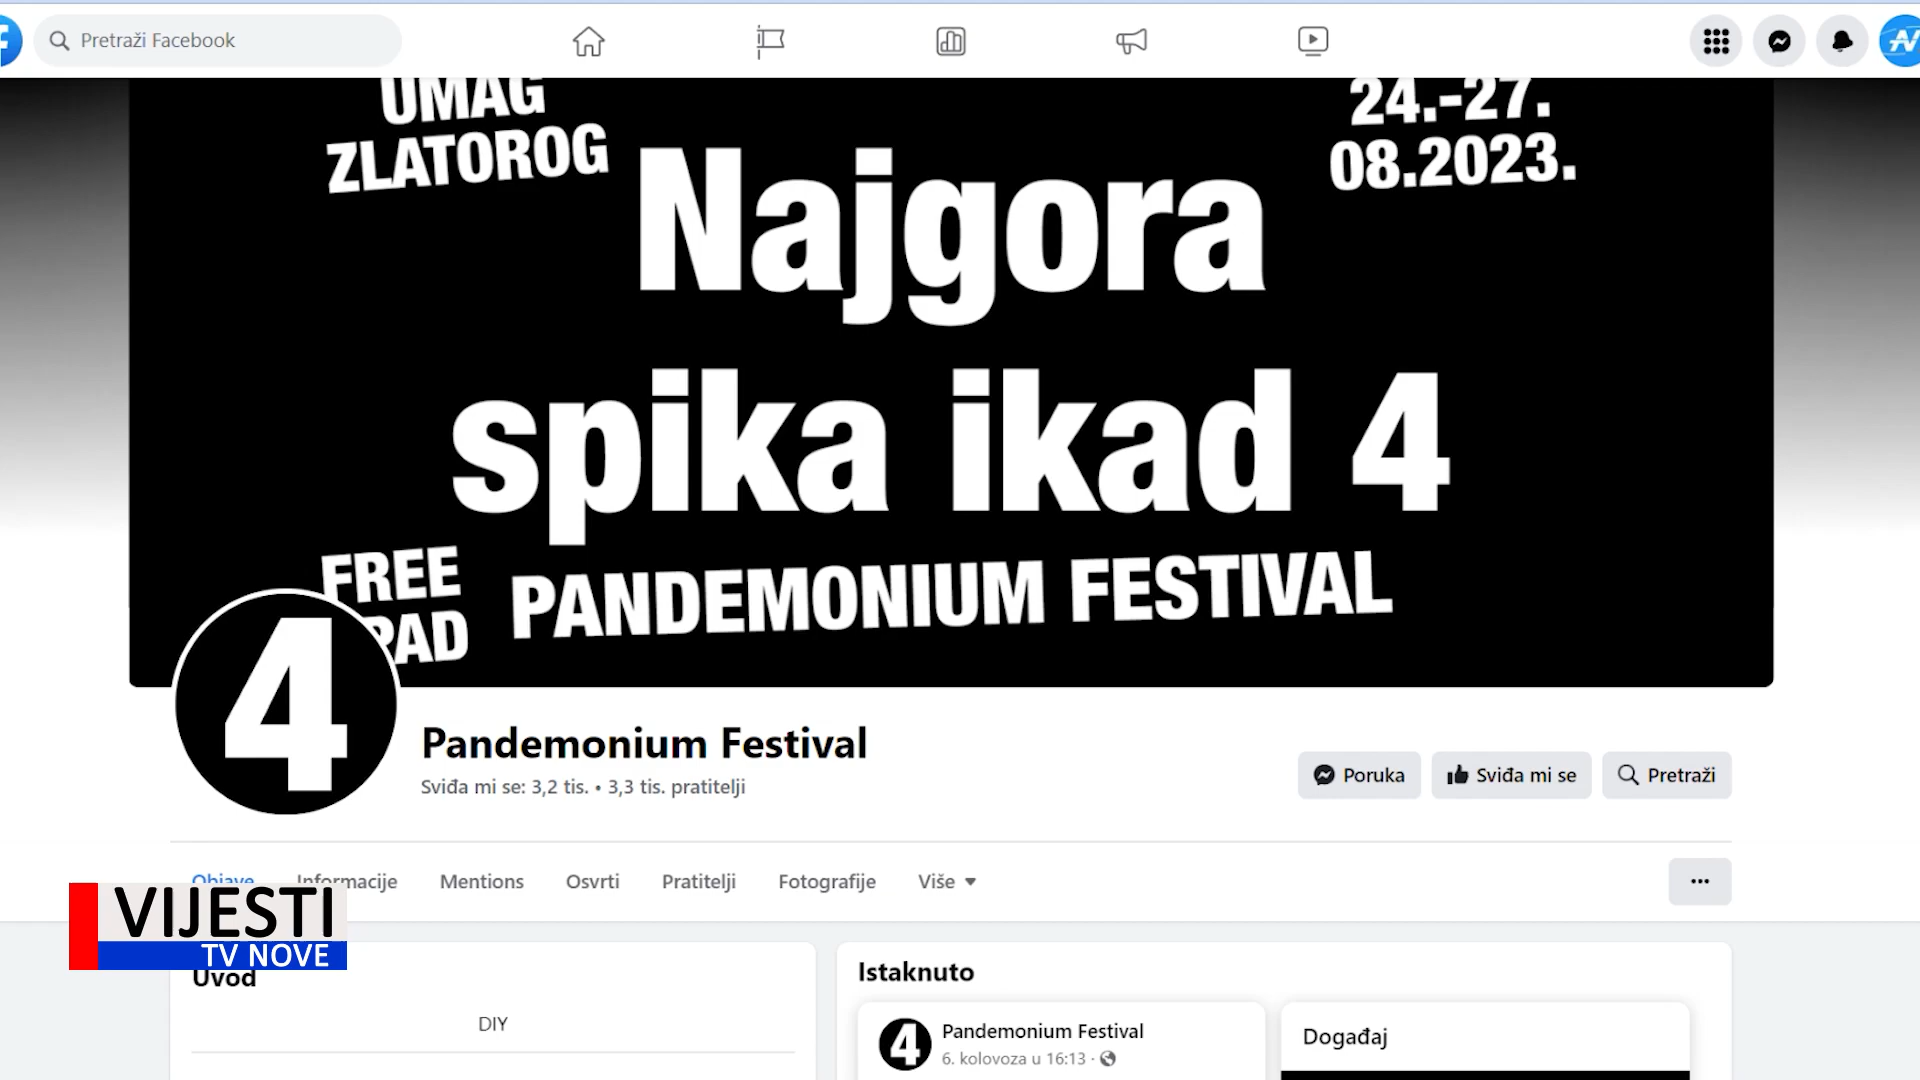 Pretraži Facebook
UMAG
ZLATOROG
24.-27.
08.2023.
Najgora
spika ikad 4
FREE
PANDEMONIUM FESTIVAL
4
Pandemonium Festival
Sviđa mi se: 3,2 tis. • 3,3 tis. pratitelji
Poruka
Sviđa mi se
Pretraži
Objave
Informacije
Mentions
Osvrti
Pratitelji
Fotografije
Više
VIJESTI
TV NOVE
Uvod
DIY
Istaknuto
4
Pandemonium Festival
6. kolovoza u 16:13 ·
Događaj